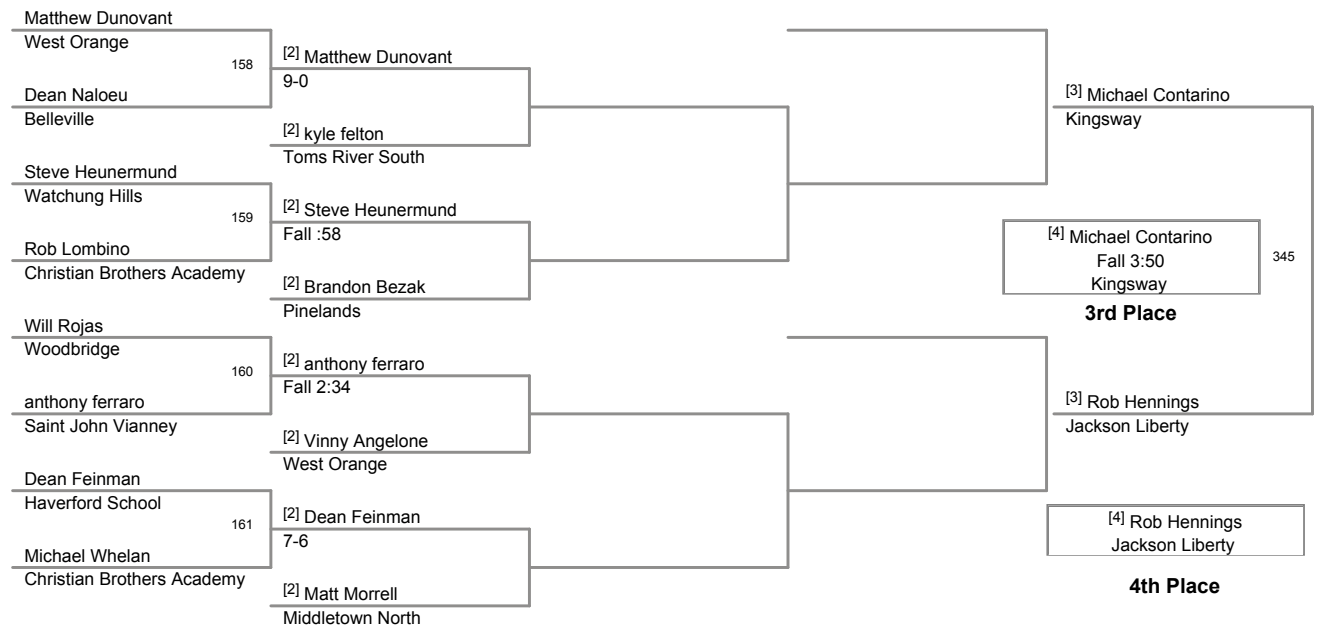 Matthew Dunovant
West Orange
158
[2] Matthew Dunovant
9-0
Dean Naloeu
Belleville
[2] kyle felton
Toms River South
Steve Heunermund
Watchung Hills
159
[2] Steve Heunermund
Fall :58
Rob Lombino
Christian Brothers Academy
[2] Brandon Bezak
Pinelands
Will Rojas
Woodbridge
160
[2] anthony ferraro
Fall 2:34
anthony ferraro
Saint John Vianney
[2] Vinny Angelone
West Orange
Dean Feinman
Haverford School
161
[2] Dean Feinman
7-6
Michael Whelan
Christian Brothers Academy
[2] Matt Morrell
Middletown North
[3] Michael Contarino
Kingsway
[4] Michael Contarino
Fall 3:50
Kingsway
345
3rd Place
[3] Rob Hennings
Jackson Liberty
[4] Rob Hennings
Jackson Liberty
4th Place